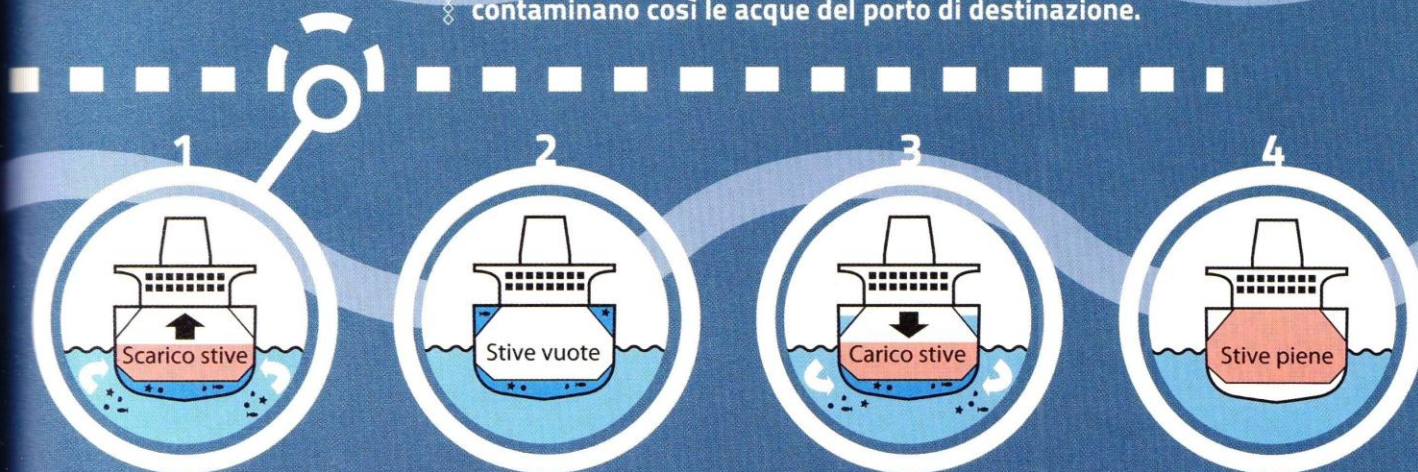 contaminano così le acque del porto di destinazione.
1
2
3
4
Scarico stive
Stive vuote
Carico stive
Stive piene